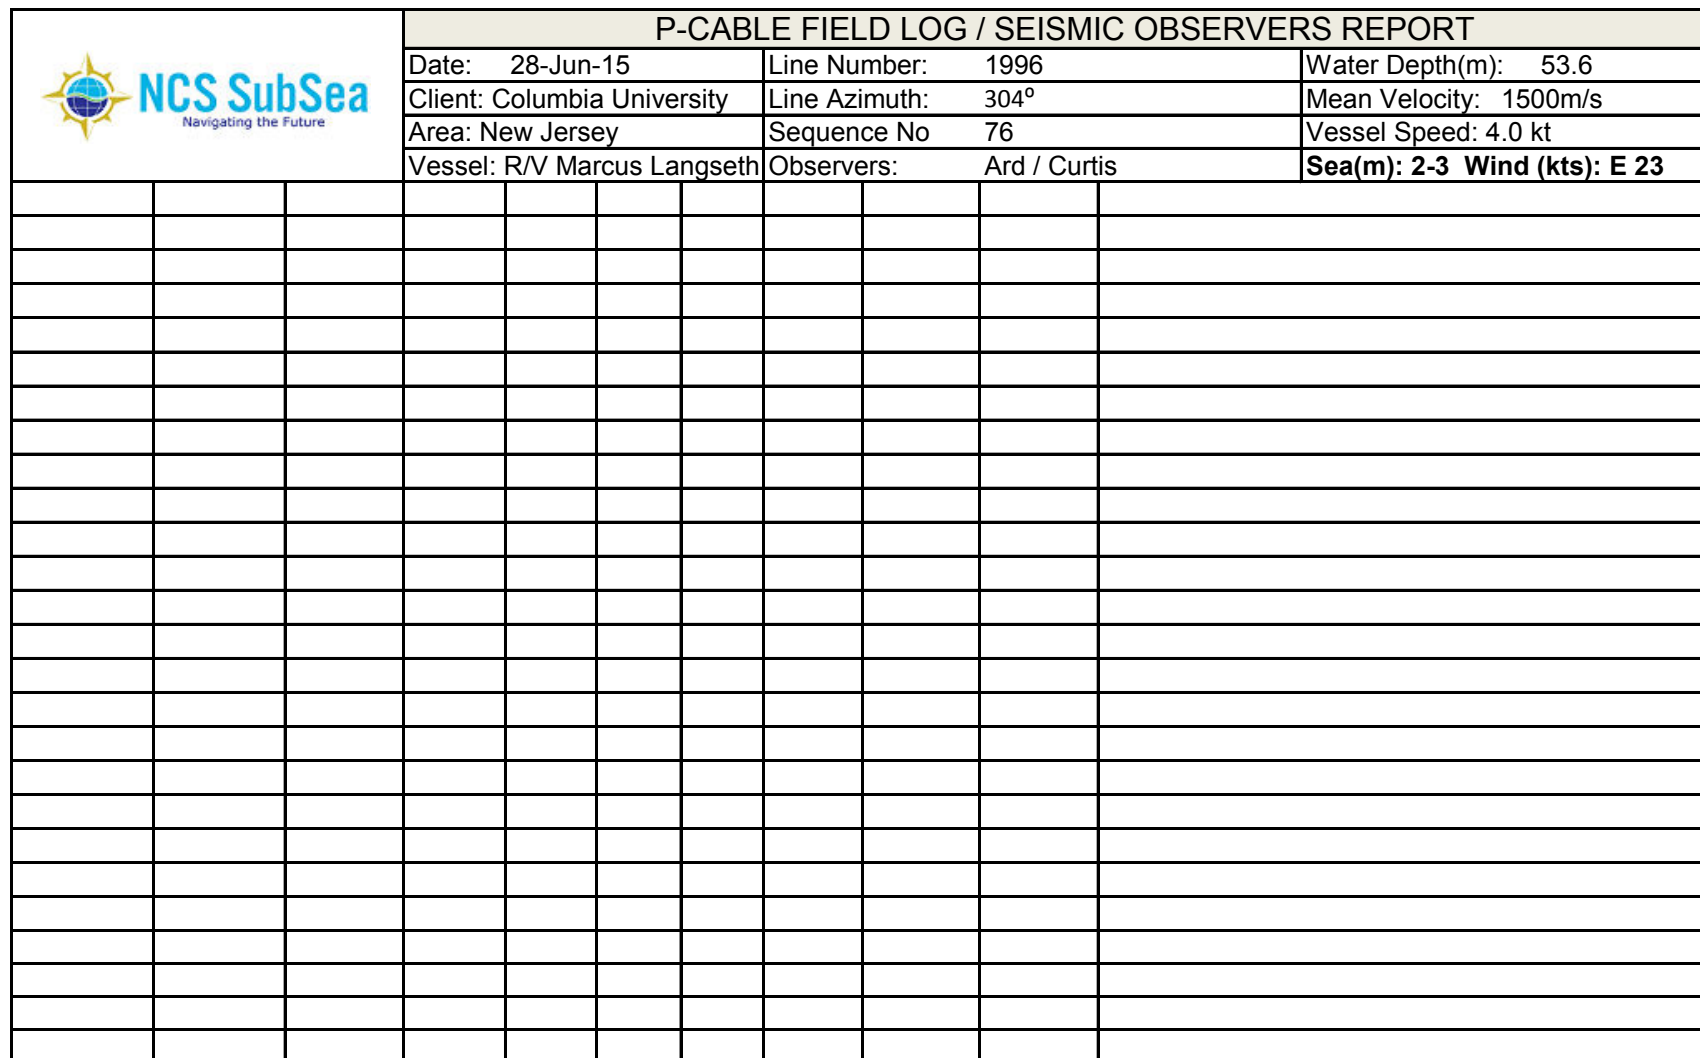 P-CABLE FIELD LOG / SEISMIC OBSERVERS REPORT
NCS SubSea
Navigating the Future
Date: 28-Jun-15 Line Number: 1996 Water Depth(m): 53.6
Client: Columbia University Line Azimuth: 304⁰ Mean Velocity: 1500m/s
Area: New Jersey Sequence No 76 Vessel Speed: 4.0 kt
Vessel: R/V Marcus Langseth Observers: Ard / Curtis Sea(m): 2-3 Wind (kts): E 23